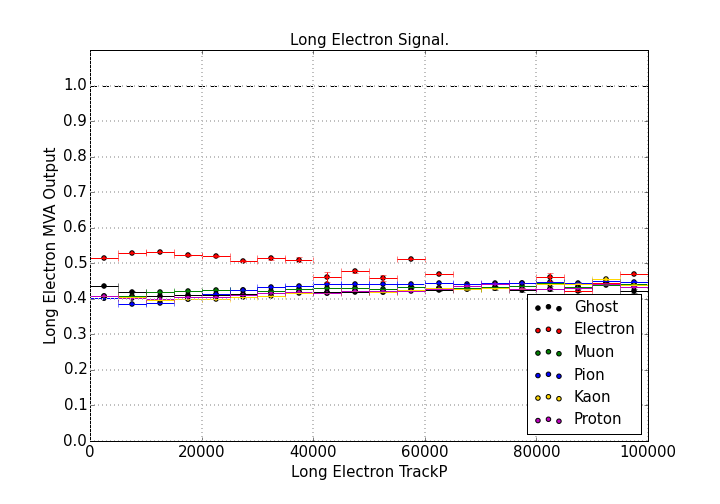 Long Electron Signal.
1.0
0.9
0.8
0.7
0.6
0.5
0.4
0.3
0.2
0.1
0.0
Long Electron MVA Output
Ghost
Electron
Muon
Pion
Kaon
Proton
0 20000 40000 60000 80000 100000
Long Electron TrackP